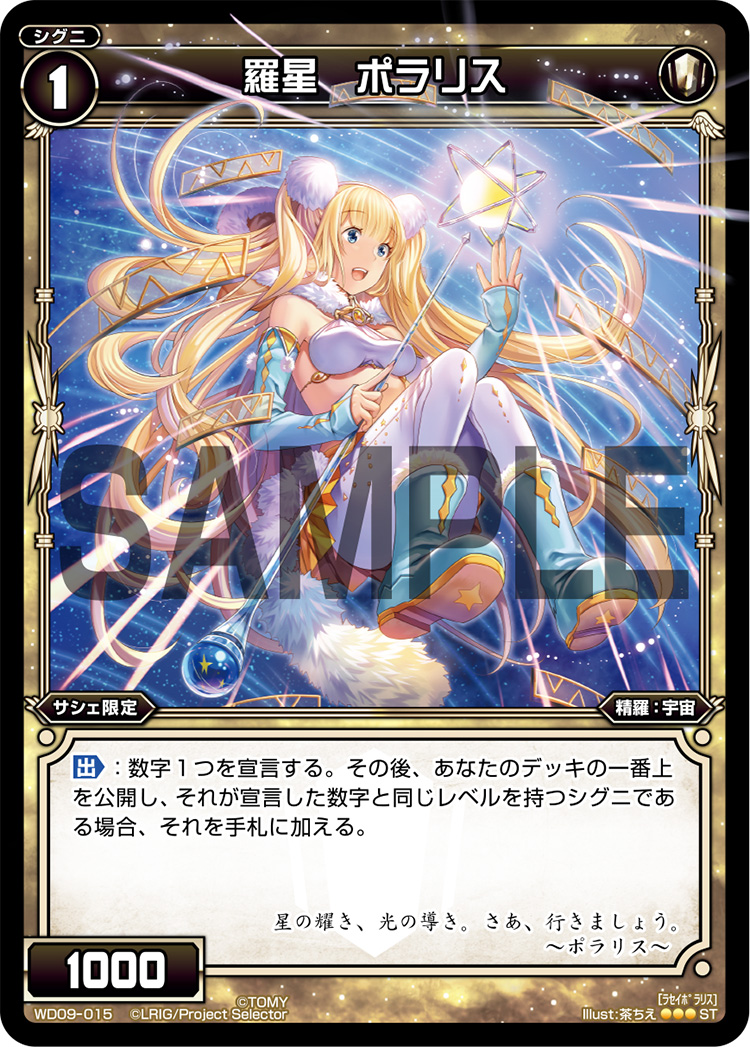 シグニ
1
羅星　ポラリス
SAMPLE
サシェ限定
精羅：宇宙
出：数字１つを宣言する。その後、あなたのデッキの一番上
を公開し、それが宣言した数字と同じレベルを持つシグニであ
る場合、それを手札に加える。
星の耀き、光の導き。さあ、行きましょう。
～ポラリス～
1000
[ﾗｾｲﾎﾟﾗﾘｽ]
©TOMY
WD09-015 ©LRIG/Project Selector
Illust:茶ちえ ST